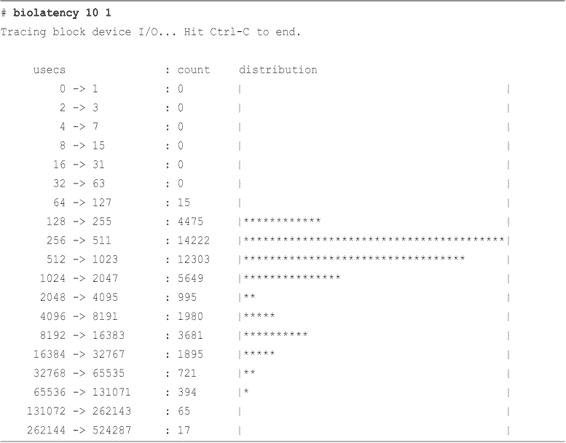 # biolatency 10 1
Tracing block device I/O... Hit Ctrl-C to end.
     usecs               : count    distribution
         0 -> 1          : 0        |                                        |
         2 -> 3          : 0        |                                        |
         4 -> 7          : 0        |                                        |
         8 -> 15         : 0        |                                        |
        16 -> 31         : 0        |                                        |
        32 -> 63         : 0        |                                        |
        64 -> 127        : 15       |                                        |
       128 -> 255        : 4475     |************                            |
       256 -> 511        : 14222    |****************************************|
       512 -> 1023       : 12303    |**********************************      |
      1024 -> 2047       : 5649     |***************                         |
      2048 -> 4095       : 995      |**                                      |
      4096 -> 8191       : 1980     |*****                                   |
      8192 -> 16383      : 3681     |**********                              |
     16384 -> 32767      : 1895     |*****                                   |
     32768 -> 65535      : 721      |**                                      |
     65536 -> 131071     : 394      |*                                       |
    131072 -> 262143     : 65       |                                        |
    262144 -> 524287     : 17       |                                        |